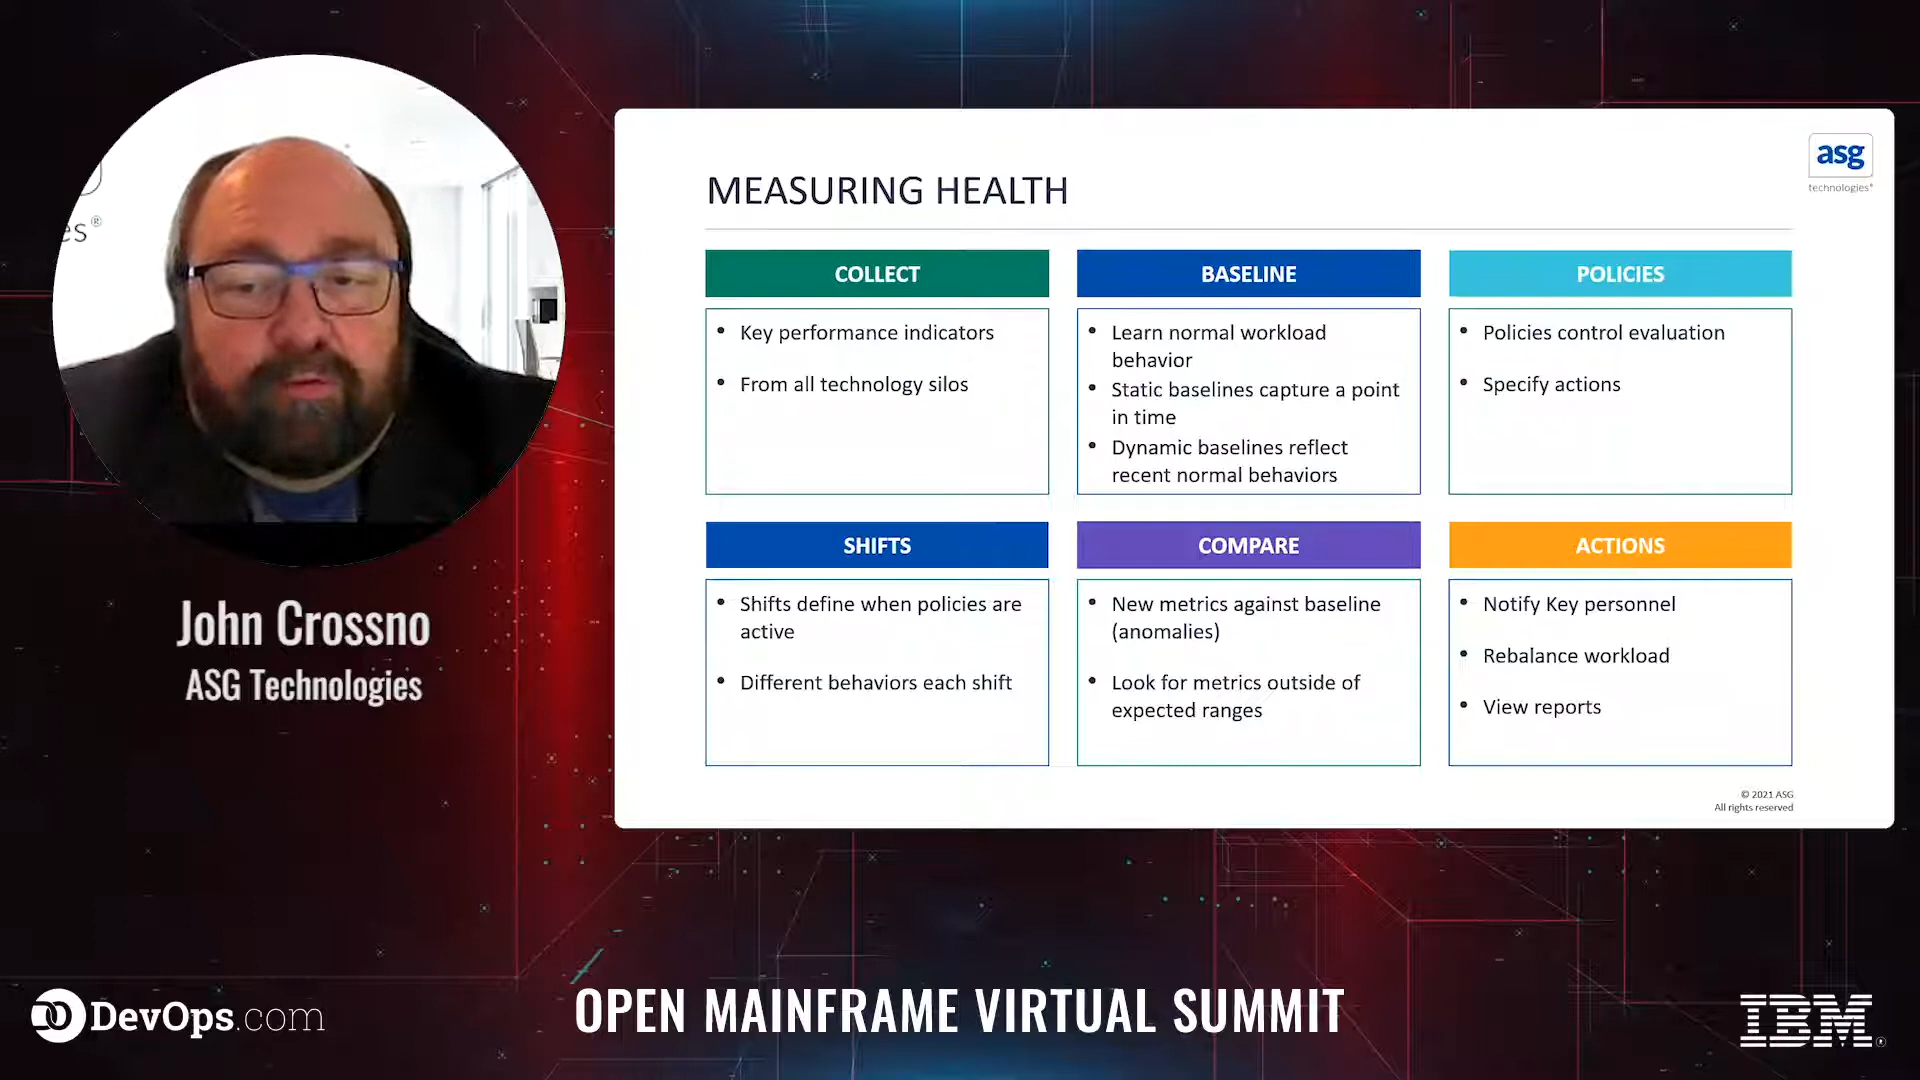 es®
John Crossno
ASG Technologies
asg
technologies®
MEASURING HEALTH
COLLECT
• Key performance indicators
• From all technology silos
BASELINE
• Learn normal workload
behavior
• Static baselines capture a point
in time
• Dynamic baselines reflect
recent normal behaviors
POLICIES
• Policies control evaluation
• Specify actions
SHIFTS
• Shifts define when policies are
active
• Different behaviors each shift
COMPARE
• New metrics against baseline
(anomalies)
• Look for metrics outside of
expected ranges
ACTIONS
• Notify Key personnel
• Rebalance workload
• View reports
© 2021 ASG
All rights reserved
DevOps.com
OPEN MAINFRAME VIRTUAL SUMMIT
IBM®